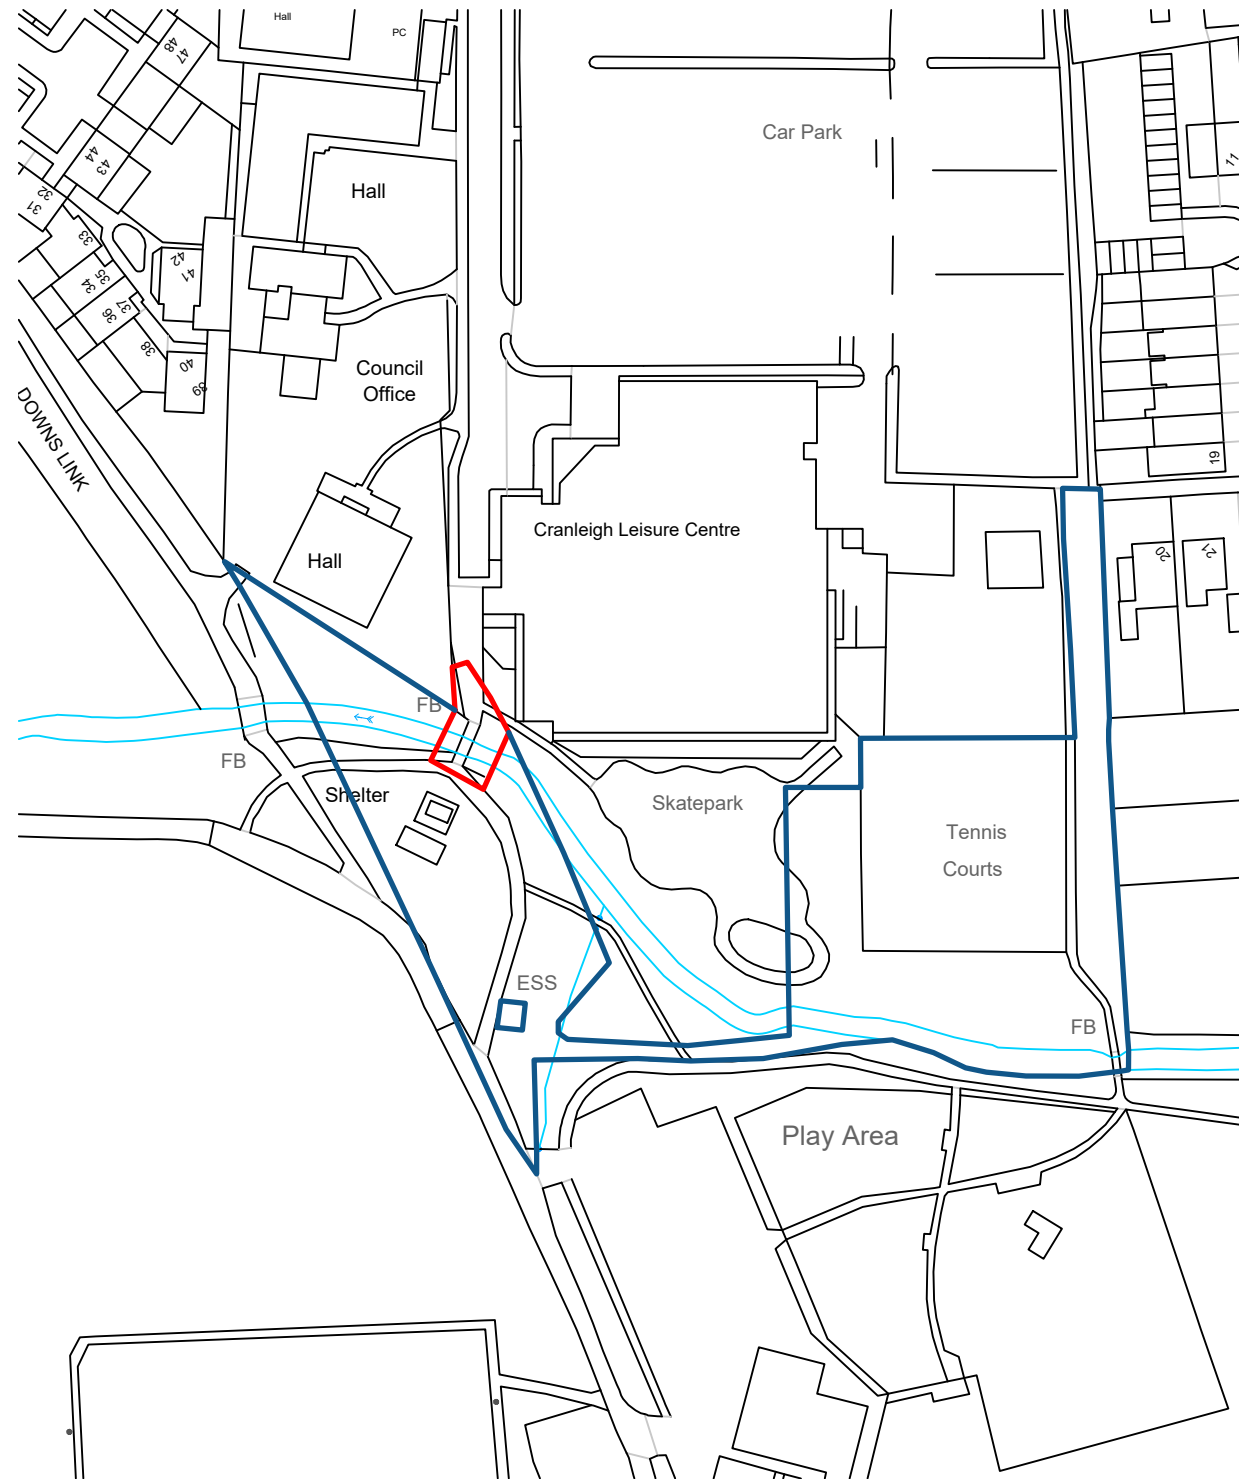 Hall
PC
48
47
Car Park
44
43
11
Hall
32
31
33
42
41
35
34
37
36
38
40
39
Council
Office
DOWNS LINK
19
Cranleigh Leisure Centre
Hall
20
21
FB
FB
Shelter
Skatepark
Tennis
Courts
ESS
FB
Play Area